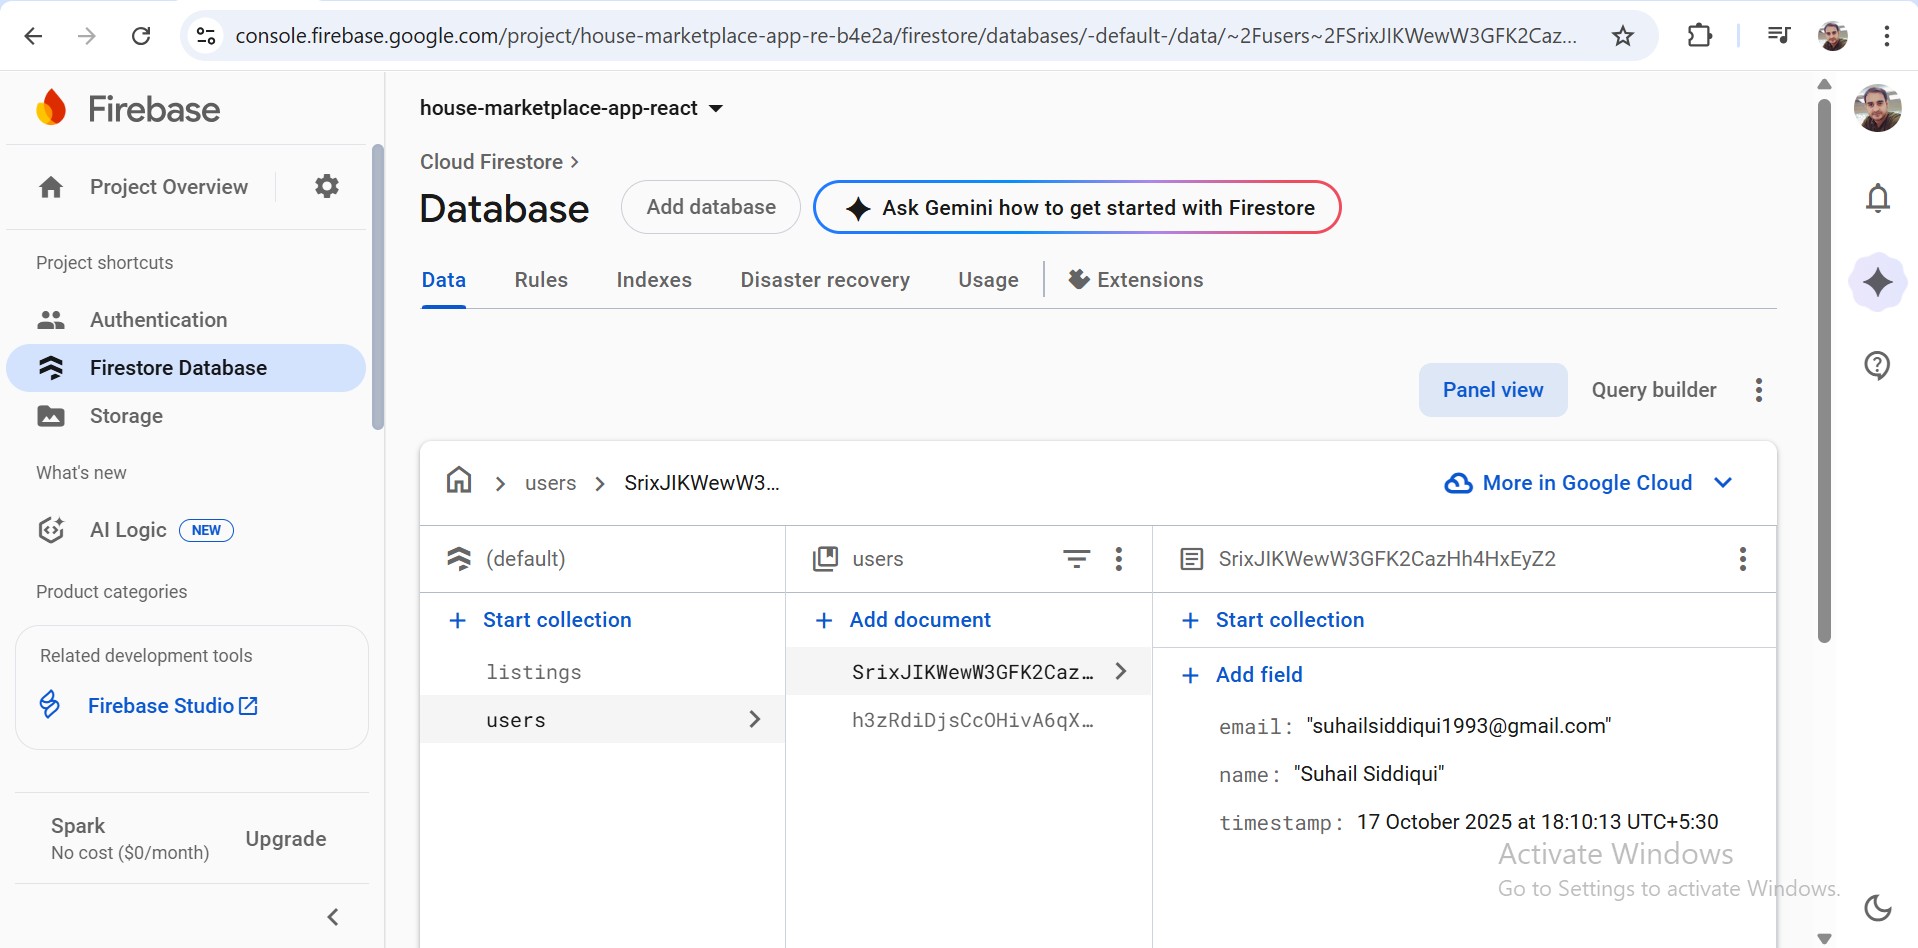 console.firebase.google.com/project/house-marketplace-app-re-b4e2a/firestore/databases/-default-/data/~2Fusers~2FSrixJIKWewW3GFK2Caz...
Firebase
house-marketplace-app-react
Cloud Firestore
Project Overview
Database
Add database
Ask Gemini how to get started with Firestore
Project shortcuts
Data Rules Indexes Disaster recovery Usage Extensions
Authentication
Firestore Database
Storage
Panel view
Query builder
What's new
users
SrixJIKWewW3...
More in Google Cloud
AI Logic NEW
(default)
users
SrixJIKWewW3GFK2CazHh4HxEyZ2
Product categories
Start collection
Add document
Start collection
Related development tools
Firebase Studio
listings
users
SrixJIKWewW3GFK2Caz...
h3zRdiDjsCcOHivA6qX...
Add field
email: "suhailsiddiqui1993@gmail.com"
name: "Suhail Siddiqui"
timestamp: 17 October 2025 at 18:10:13 UTC+5:30
Spark
No cost ($0/month)
Upgrade
Activate Windows
Go to Settings to activate Windows.